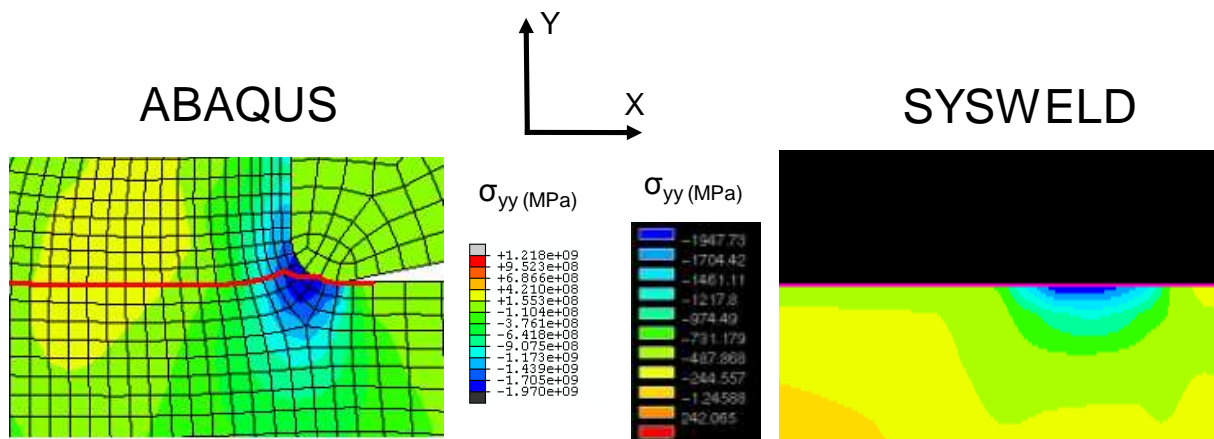 Y
X
ABAQUS
SYSWELD
σyy (MPa)
+1.218e+09
+9.523e+08
+6.866e+08
+4.210e+08
+1.553e+08
-1.104e+08
-3.761e+08
-6.418e+08
-9.075e+08
-1.173e+09
-1.439e+09
-1.705e+09
-1.970e+09
σyy (MPa)
-1947.73
-1704.42
-1461.11
-1217.8
-974.49
-731.179
-487.868
-244.557
-1.24588
242.065